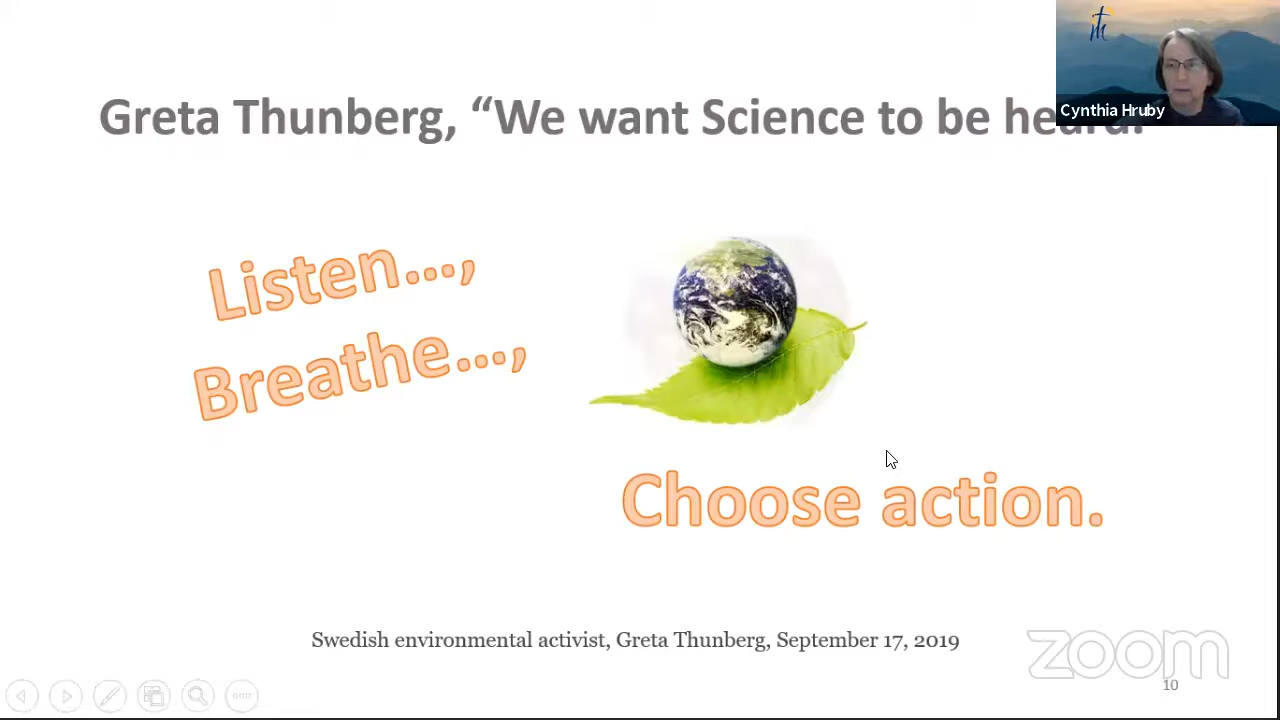 Greta Thunberg, “We want Science to be heard.
Cynthia Hruby
Listen...,
Breathe...,
Choose action.
Swedish environmental activist, Greta Thunberg, September 17, 2019
zoom
10